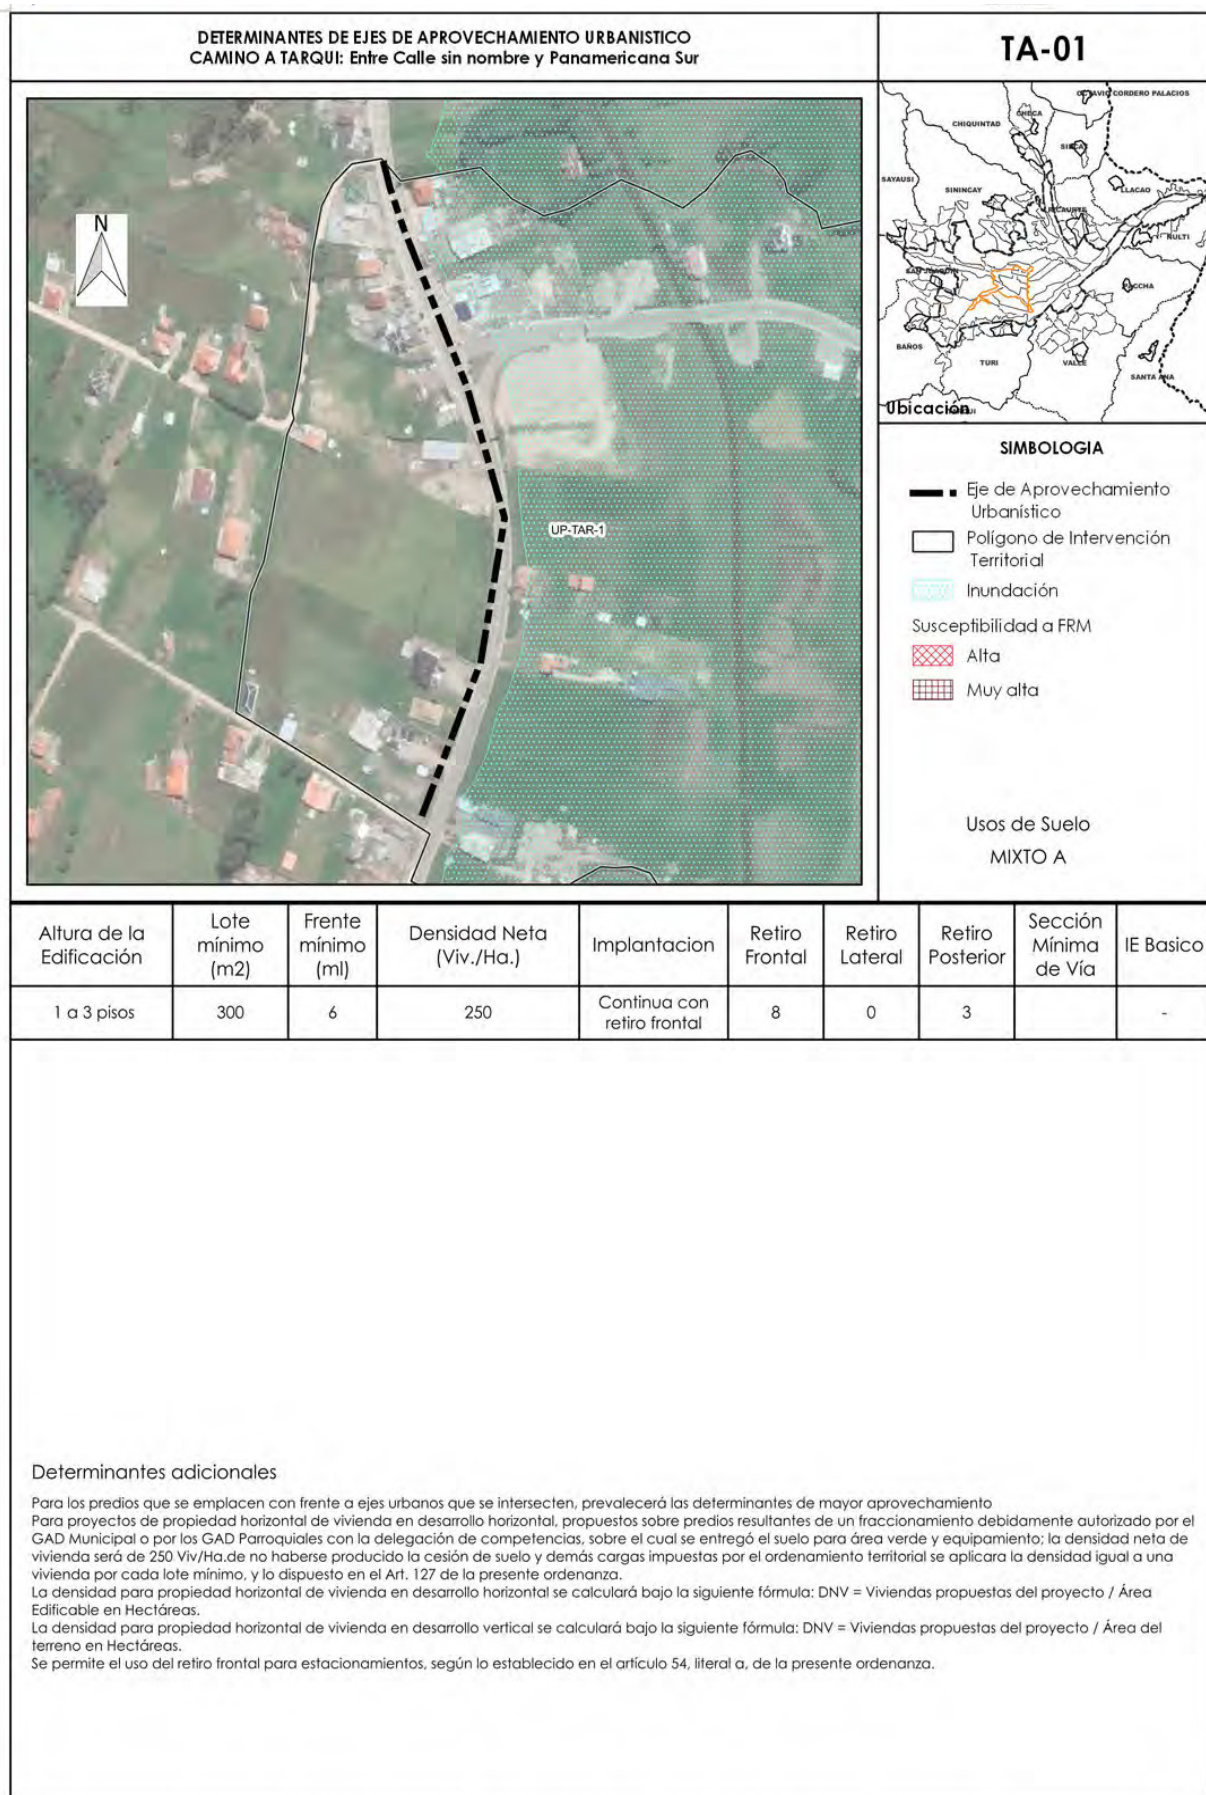 DETERMINANTES DE EJES DE APROVECHAMIENTO URBANISTICO
CAMINO A TARQUI: Entre Calle sin nombre y Panamericana Sur
TA-01
N
UP-TAR-1
OCTAVIO CORDERO PALACIOS
CHECA
CHIQUINTAD
SAYAUSI
SININCAY
LLACAO
NULTI
SAN JOAQUIN
BAÑOS
TURI
VALLE
SANTA ANA
Ubicación
SIMBOLOGIA
Eje de Aprovechamiento
Urbanístico
Polígono de Intervención
Territorial
Inundación
Susceptibilidad a FRM
Alta
Muy alta
Usos de Suelo
MIXTO A
Altura de la Edificación
Lote mínimo (m2)
Frente mínimo (ml)
Densidad Neta (Viv./Ha.)
Implantacion
Retiro Frontal
Retiro Lateral
Retiro Posterior
Sección Mínima de Vía
IE Basico
1 a 3 pisos
300
6
250
Continua con retiro frontal
8
0
3
-
Determinantes adicionales
Para los predios que se emplacen con frente a ejes urbanos que se intersecten, prevalecerá las determinantes de mayor aprovechamiento
Para proyectos de propiedad horizontal de vivienda en desarrollo horizontal, propuestos sobre predios resultantes de un fraccionamiento debidamente autorizado por el
GAD Municipal o por los GAD Parroquiales con la delegación de competencias, sobre el cual se entregó el suelo para área verde y equipamiento; la densidad neta de
vivienda será de 250 Viv/Ha.de no haberse producido la cesión de suelo y demás cargas impuestas por el ordenamiento territorial se aplicara la densidad igual a una
vivienda por cada lote mínimo, y lo dispuesto en el Art. 127 de la presente ordenanza.
La densidad para propiedad horizontal de vivienda en desarrollo horizontal se calculará bajo la siguiente fórmula: DNV = Viviendas propuestas del proyecto / Área
Edificable en Hectáreas.
La densidad para propiedad horizontal de vivienda en desarrollo vertical se calculará bajo la siguiente fórmula: DNV = Viviendas propuestas del proyecto / Área del
terreno en Hectáreas.
Se permite el uso del retiro frontal para estacionamientos, según lo establecido en el artículo 54, literal a, de la presente ordenanza.